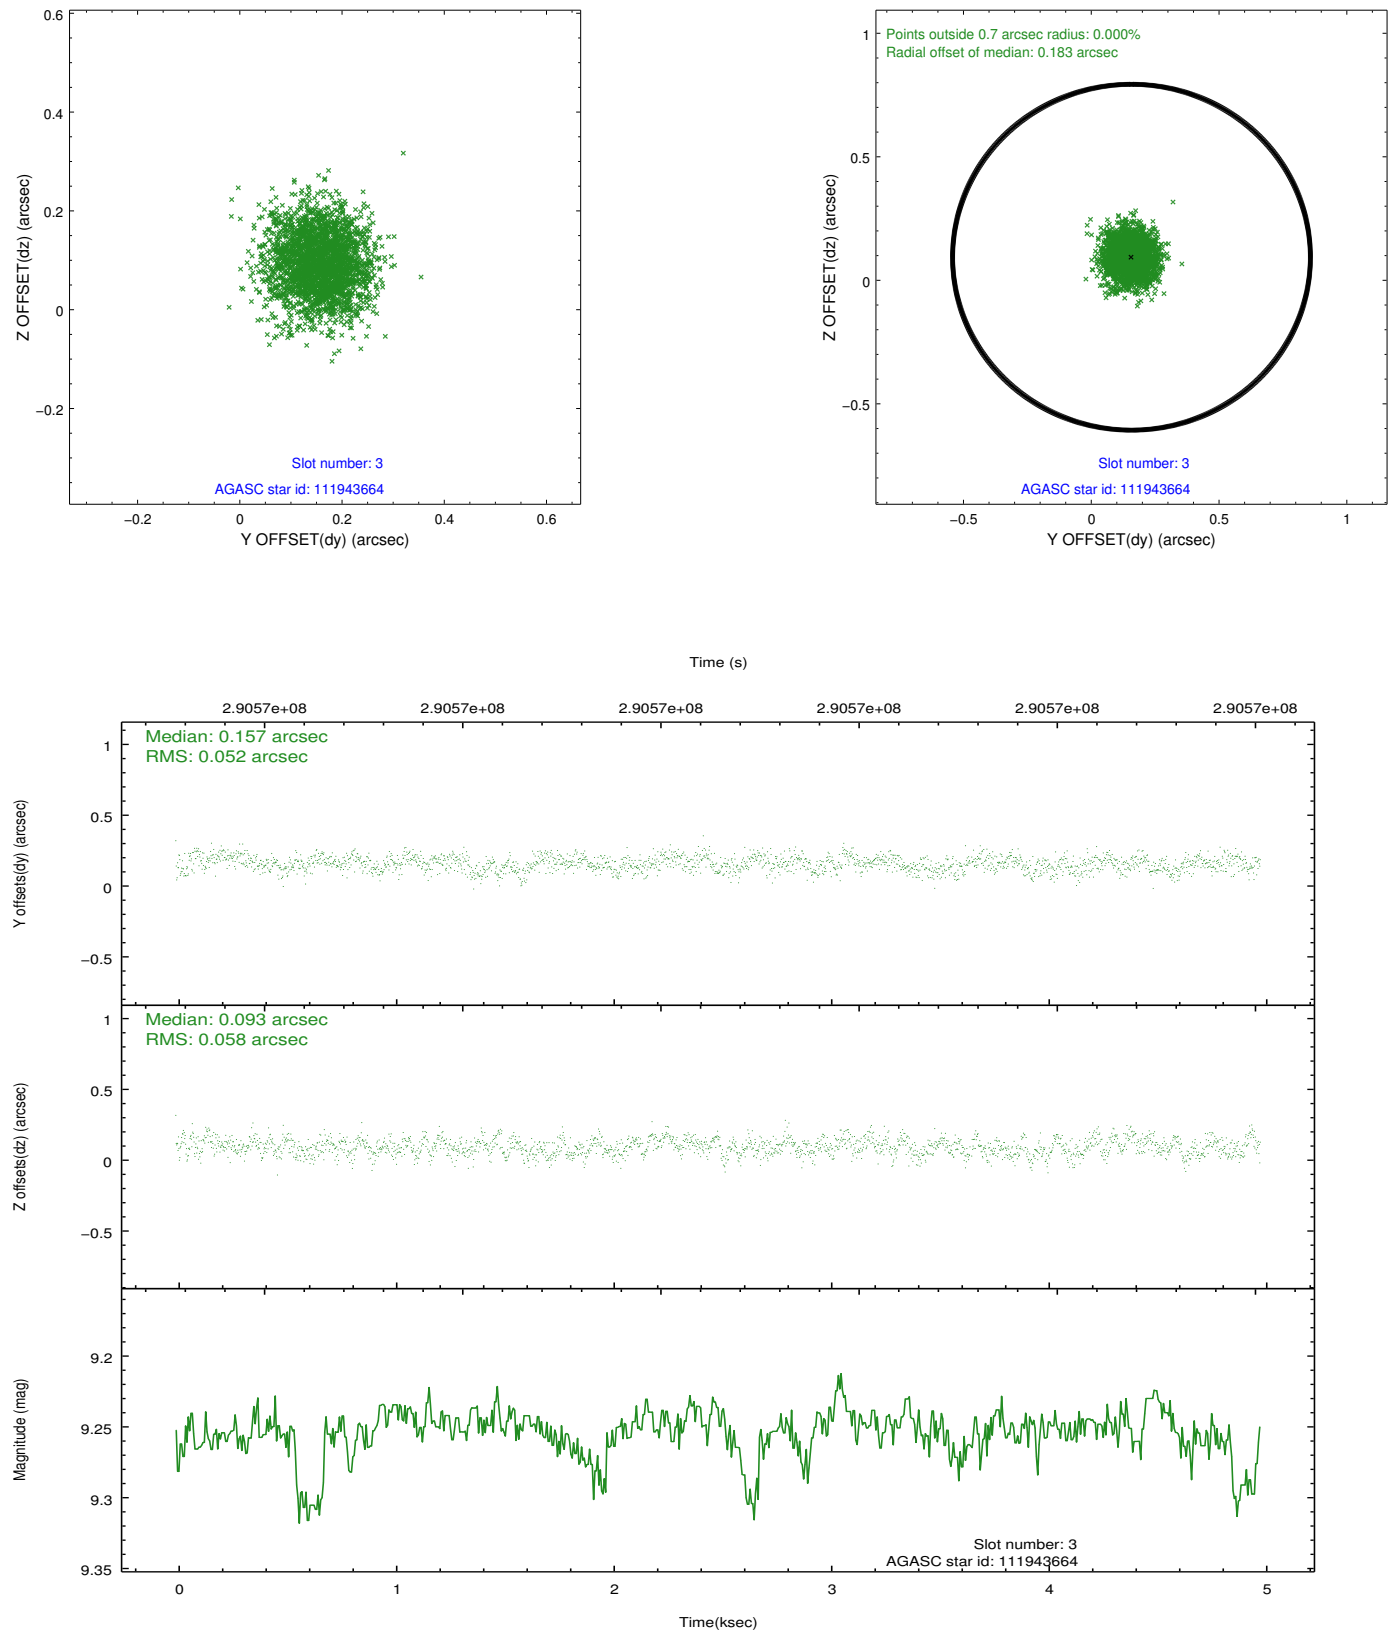 0.6
0.4
0.2
0
−0.2
Z OFFSET(dz) (arcsec)
Slot number: 3
AGASC star id: 111943664
−0.2 0 0.2 0.4 0.6
Y OFFSET(dy) (arcsec)
Points outside 0.7 arcsec radius: 0.000%
Radial offset of median: 0.183 arcsec
1
0.5
0
−0.5
Z OFFSET(dz) (arcsec)
Slot number: 3
AGASC star id: 111943664
−0.5 0 0.5 1
Y OFFSET(dy) (arcsec)
Time (s)
2.9057e+08 2.9057e+08 2.9057e+08 2.9057e+08 2.9057e+08 2.9057e+08
Median: 0.157 arcsec
RMS: 0.052 arcsec
1
0.5
0
−0.5
Y offsets(dy) (arcsec)
Median: 0.093 arcsec
RMS: 0.058 arcsec
1
0.5
0
−0.5
Z offsets(dz) (arcsec)
9.2
9.25
9.3
9.35
Magnitude (mag)
Slot number: 3
AGASC star id: 111943664
0 1 2 3 4 5
Time(ksec)